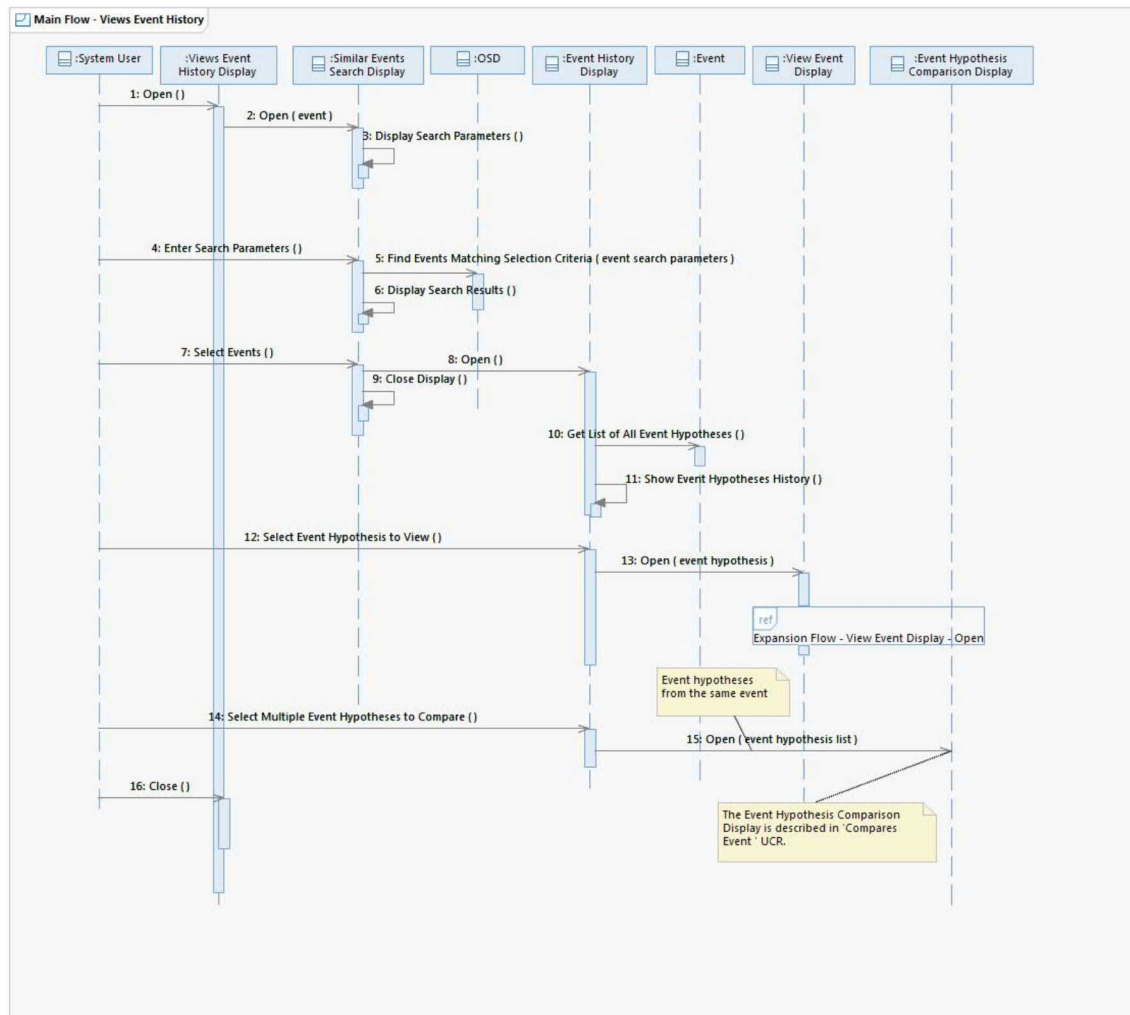 Main Flow - Views Event History
:System User
:Views Event
History Display
:Similar Events
Search Display
:OSD
:Event History
Display
:Event
:View Event
Display
:Event Hypothesis
Comparison Display
1: Open ( )
2: Open ( event )
3: Display Search Parameters ( )
4: Enter Search Parameters ( )
5: Find Events Matching Selection Criteria ( event search parameters )
6: Display Search Results ( )
7: Select Events ( )
8: Open ( )
9: Close Display ( )
10: Get List of All Event Hypotheses ( )
11: Show Event Hypotheses History ( )
12: Select Event Hypothesis to View ( )
13: Open ( event hypothesis )
ref
Expansion Flow - View Event Display - Open
Event hypotheses
from the same event
14: Select Multiple Event Hypotheses to Compare ( )
15: Open ( event hypothesis list )
16: Close ( )
The Event Hypothesis Comparison
Display is described in ´Compares
Event ´ UCR.